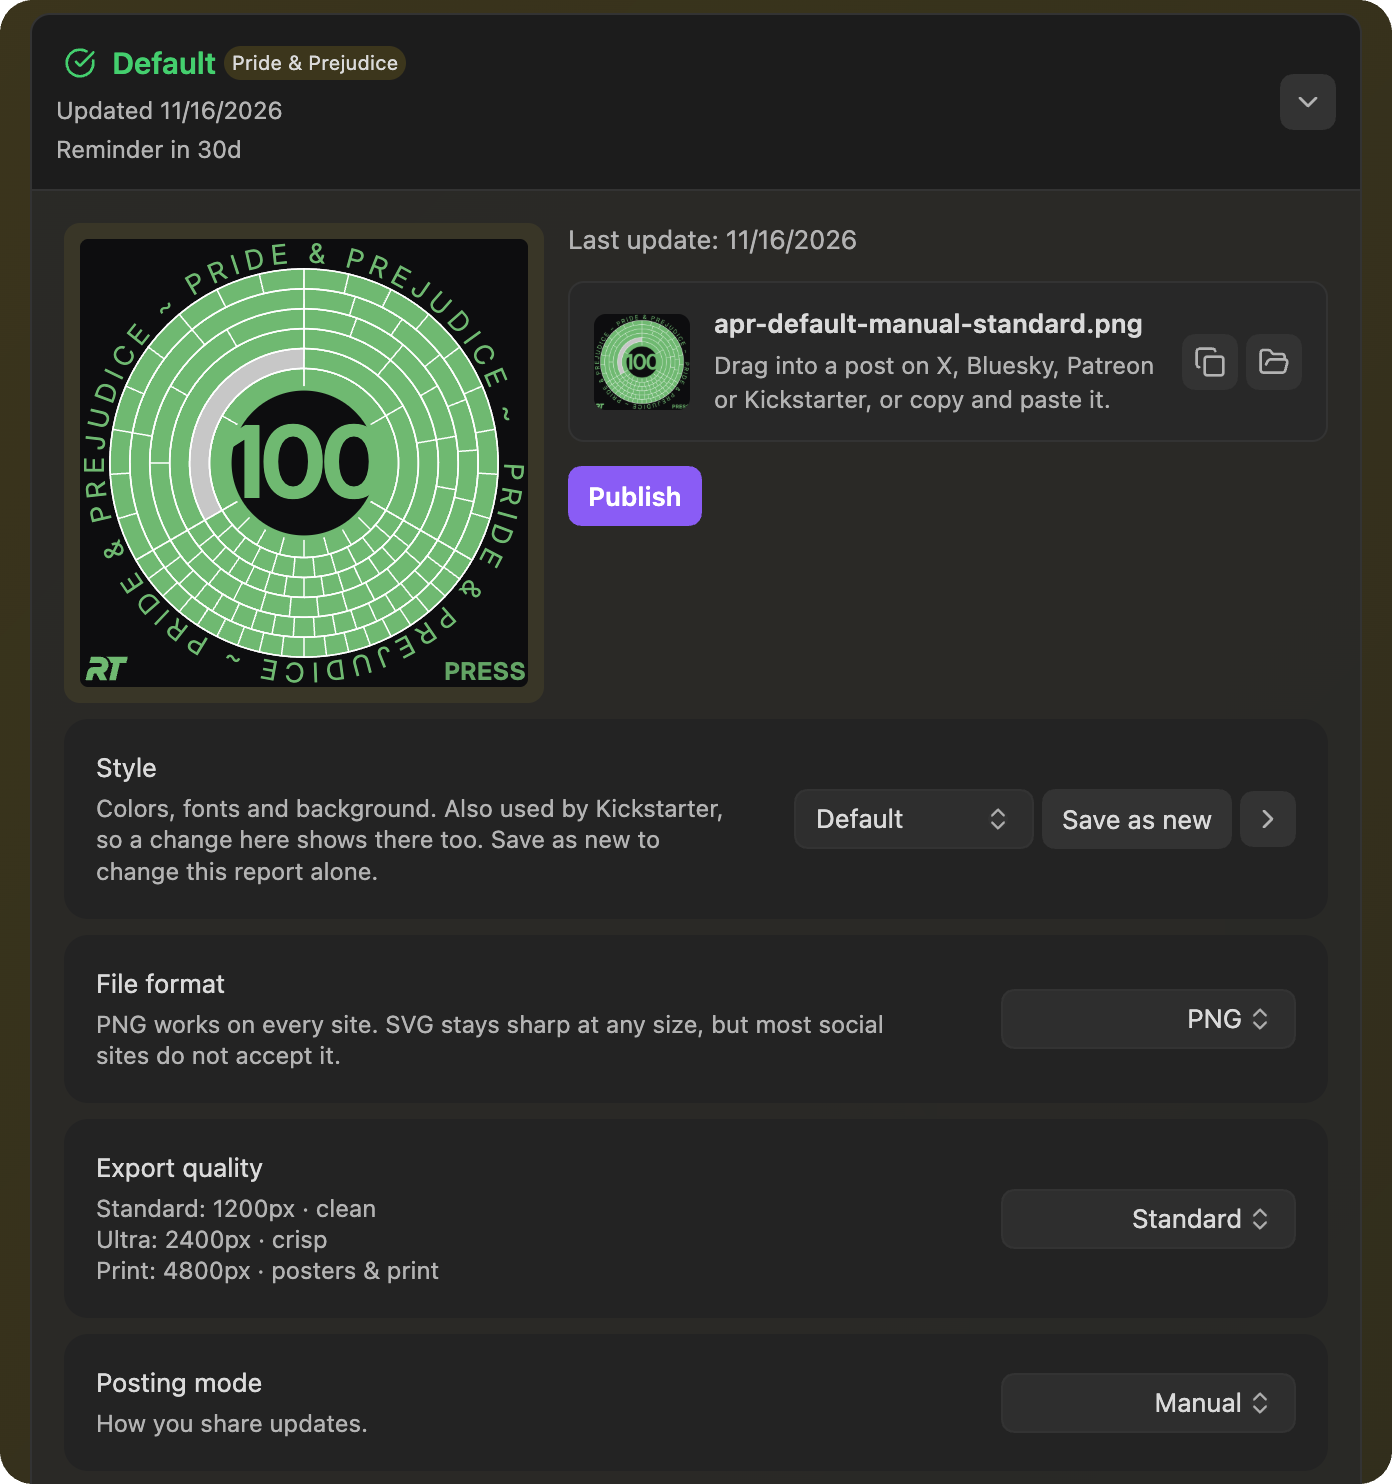 Default Pride & Prejudice
Updated 11/16/2026
Reminder in 30d
PRIDE & PREJUDICE ~ PRIDE & PREJUDICE ~ PRIDE & PREJUDICE ~
100
RT PRESS
Last update: 11/16/2026
100
apr-default-manual-standard.png
Drag into a post on X, Bluesky, Patreon
or Kickstarter, or copy and paste it.
Publish
Style
Colors, fonts and background. Also used by Kickstarter,
so a change here shows there too. Save as new to
change this report alone.
Default
Save as new
File format
PNG works on every site. SVG stays sharp at any size, but most social
sites do not accept it.
PNG
Export quality
Standard: 1200px · clean
Ultra: 2400px · crisp
Print: 4800px · posters & print
Standard
Posting mode
How you share updates.
Manual